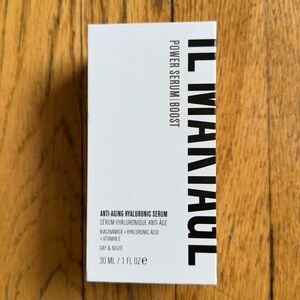 IL MAKIAGE
POWER SERUM | BOOST
ANTI-AGING HYALURONIC SERUM
SÉRUM HYALURONIQUE ANTI-ÂGE
NIACINAMIDE + HYALURONIC ACID
+ VITAMIN E
DAY & NIGHT
30 ML / 1 FL OZ ℮